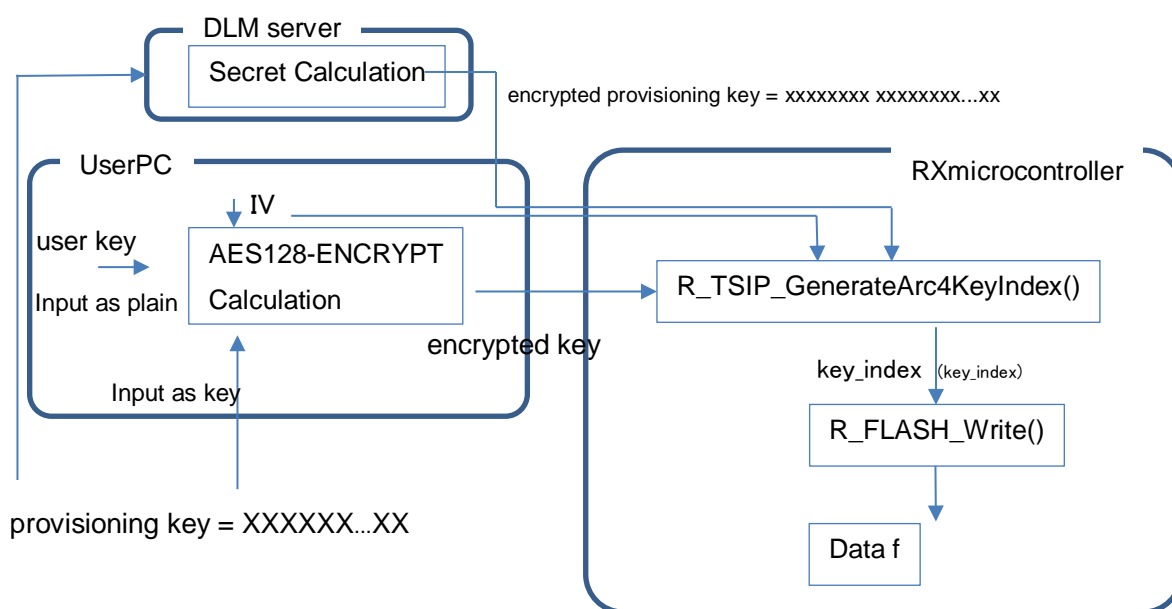 DLM server
Secret Calculation
encrypted provisioning key = xxxxxxxx xxxxxxxx...xx
UserPC
RXmicrocontroller
IV
user key
Input as plain
AES128-ENCRYPT
Calculation
R_TSIP_GenerateArc4KeyIndex()
encrypted key
Input as key
key_index (key_index)
R_FLASH_Write()
provisioning key = XXXXXX...XX
Data f